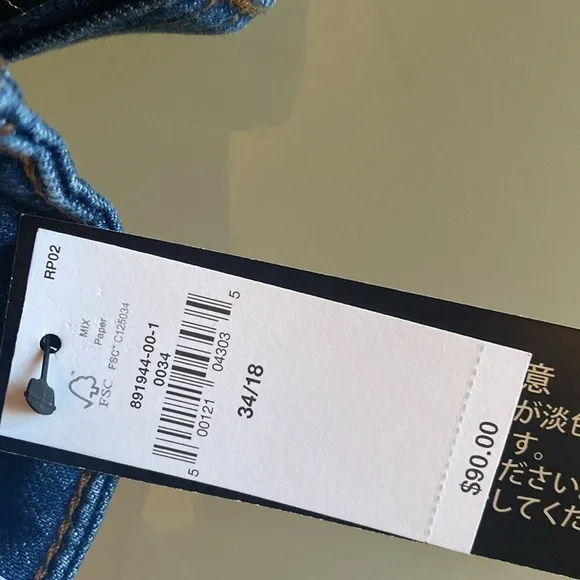 RP02
MIX
Paper
FSC™ C125034
FSC
891944-00-1
0034
5 00121 04303 5
34/18
$90.00
意
が淡色
す。
ださい
してくだ